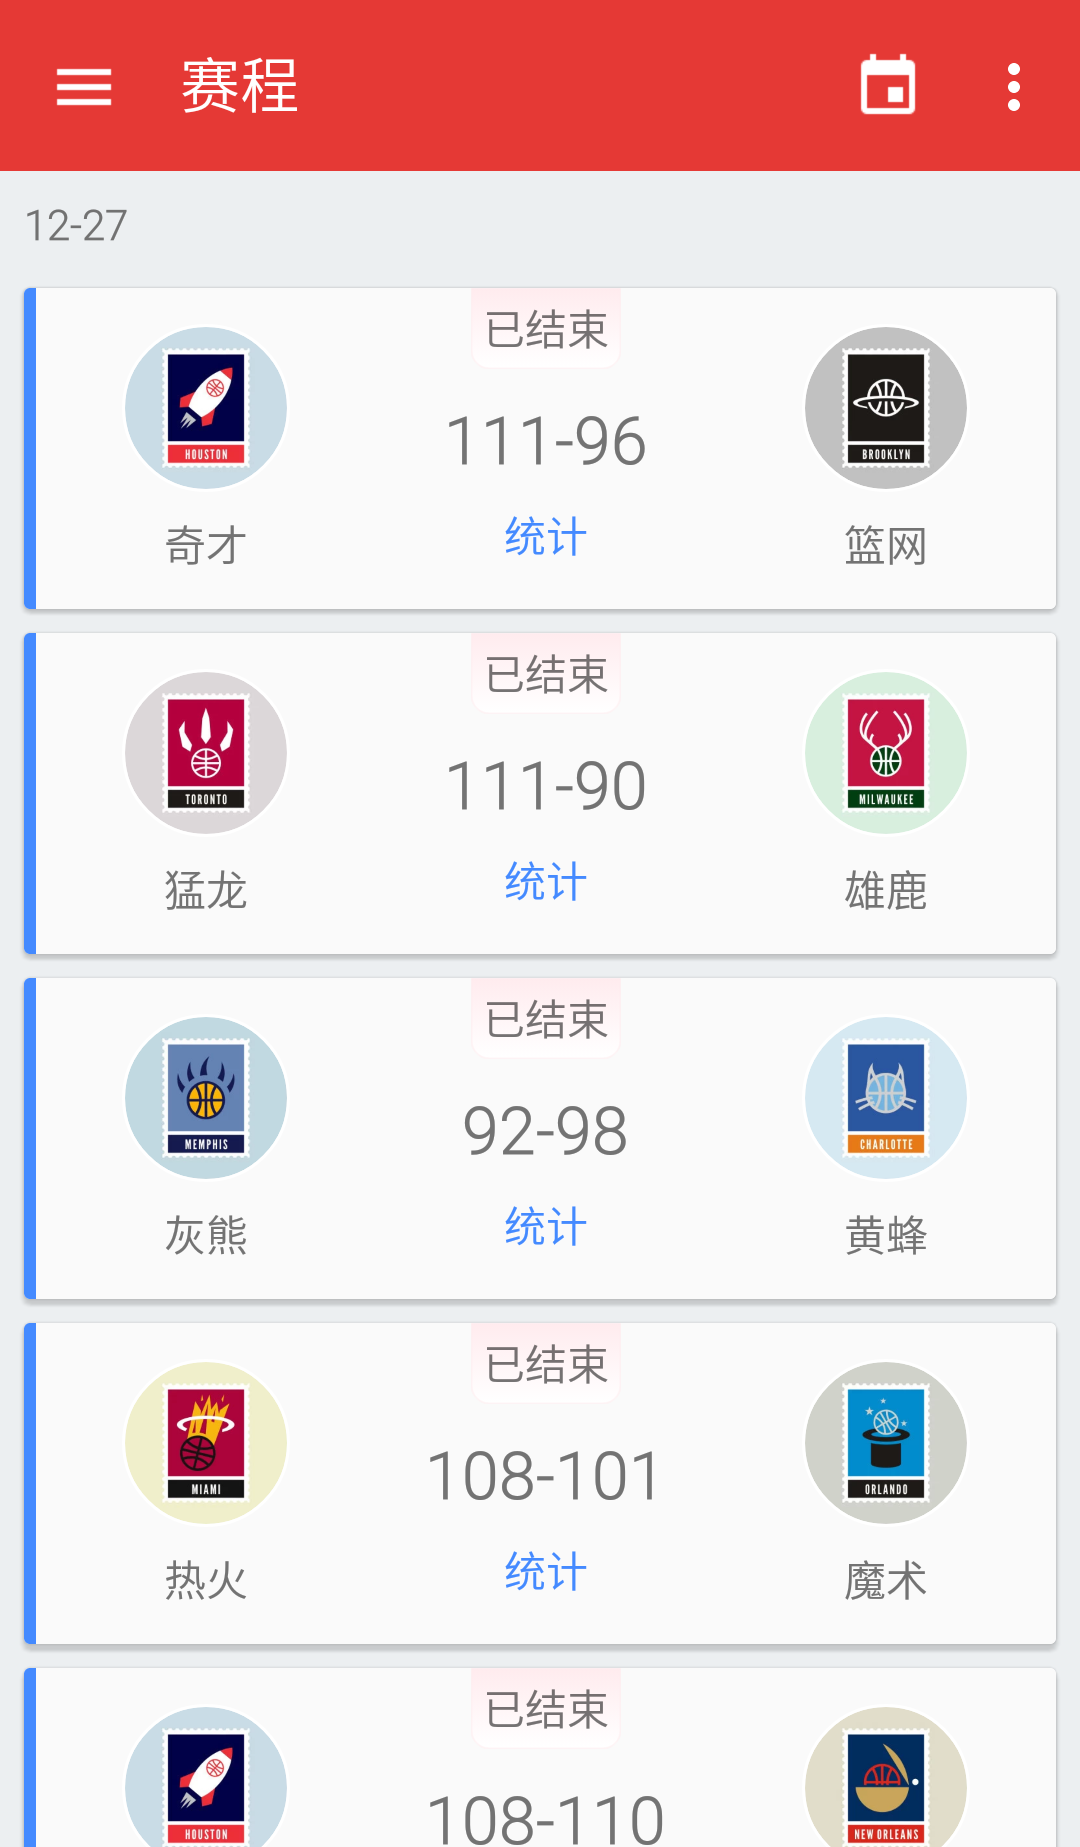 赛程
12-27
已结束
HOUSTON
BROOKLYN
111-96
奇才
统计
篮网
已结束
TORONTO
MILWAUKEE
111-90
猛龙
统计
雄鹿
已结束
MEMPHIS
CHARLOTTE
92-98
灰熊
统计
黄蜂
已结束
MIAMI
ORLANDO
108-101
热火
统计
魔术
已结束
HOUSTON
NEW ORLEANS
108-110